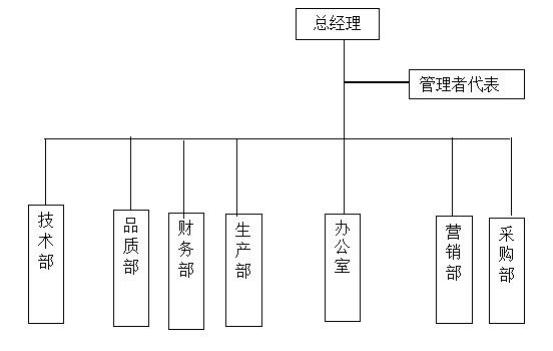 总经理
管理者代表
技术部
品质部
财务部
生产部
办公室
营销部
采购部